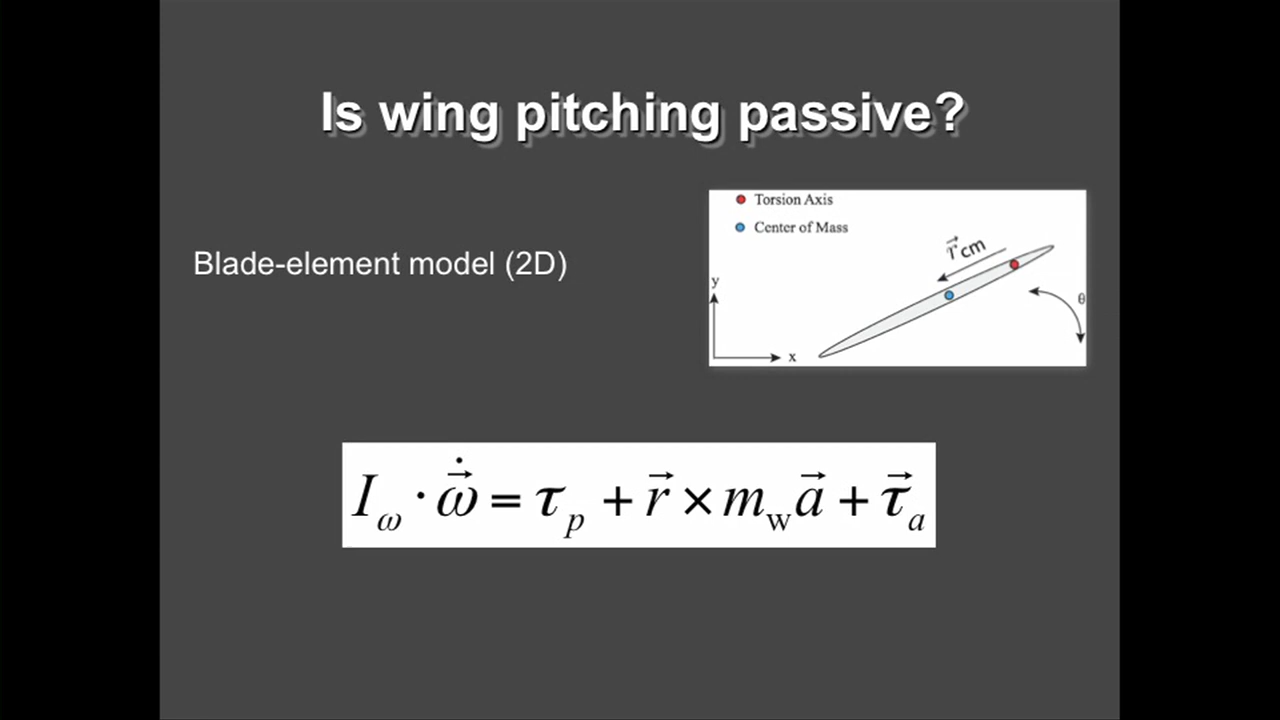 Is wing pitching passive?
Torsion Axis
Center of Mass
Blade-element model (2D)
r⃗ cm
y
θ
x
I_ω · ω⃗̇ = τ_p + r⃗ × m_w a⃗ + τ⃗_a